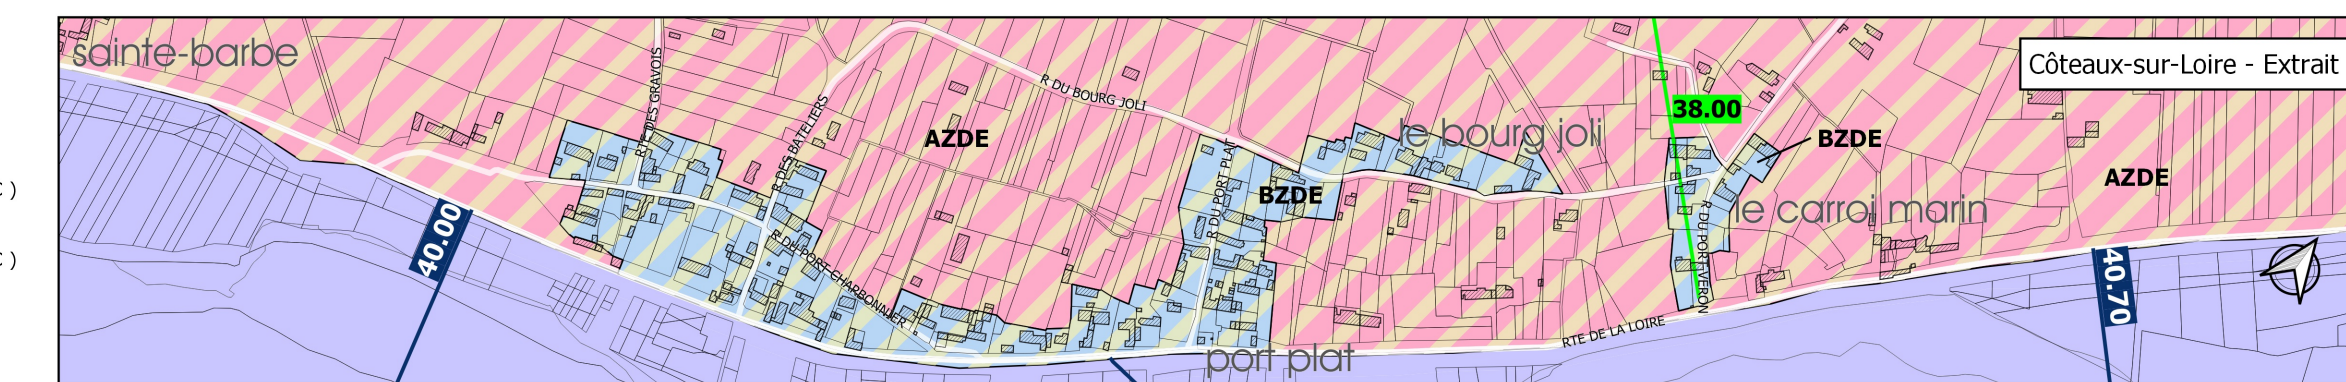 sainte-barbe
RTE DES GRAVOIS
R DES BATELIERS
R DU BOURG JOLI
AZDE
le bourg joli
38.00
BZDE
Côteaux-sur-Loire - Extrait
R DU PORT PLAT
BZDE
AZDE
le carroi marin
40.00
R DU PORT CHARBONNIER
R DU PORT VERON
40.70
RTE DE LA LOIRE
port plat
)
)